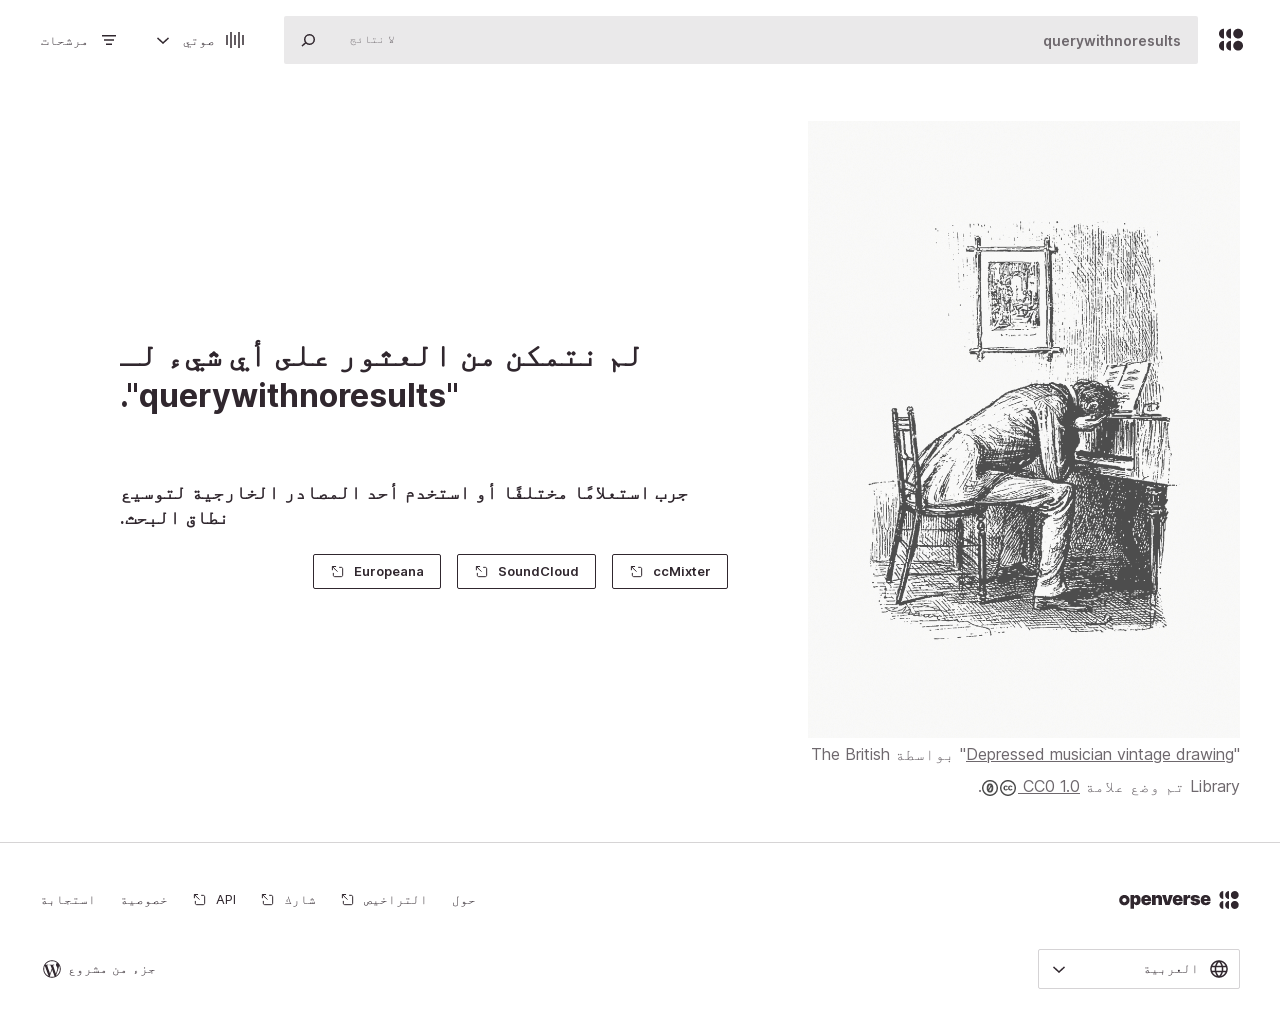 querywithnoresults
لا نتائج
صوتي
مرشحات
لم نتمكن من العثور على أي شيء لـ
"querywithnoresults".
جرب استعلامًا مختلفًا أو استخدم أحد المصادر الخارجية لتوسيع
نطاق البحث.
ccMixter
SoundCloud
Europeana
"Depressed musician vintage drawing" بواسطة The British
Library تم وضع علامة CC0 1.0.
openverse
حول
التراخيص
شارك
API
خصوصية
استجابة
العربية
جزء من مشروع